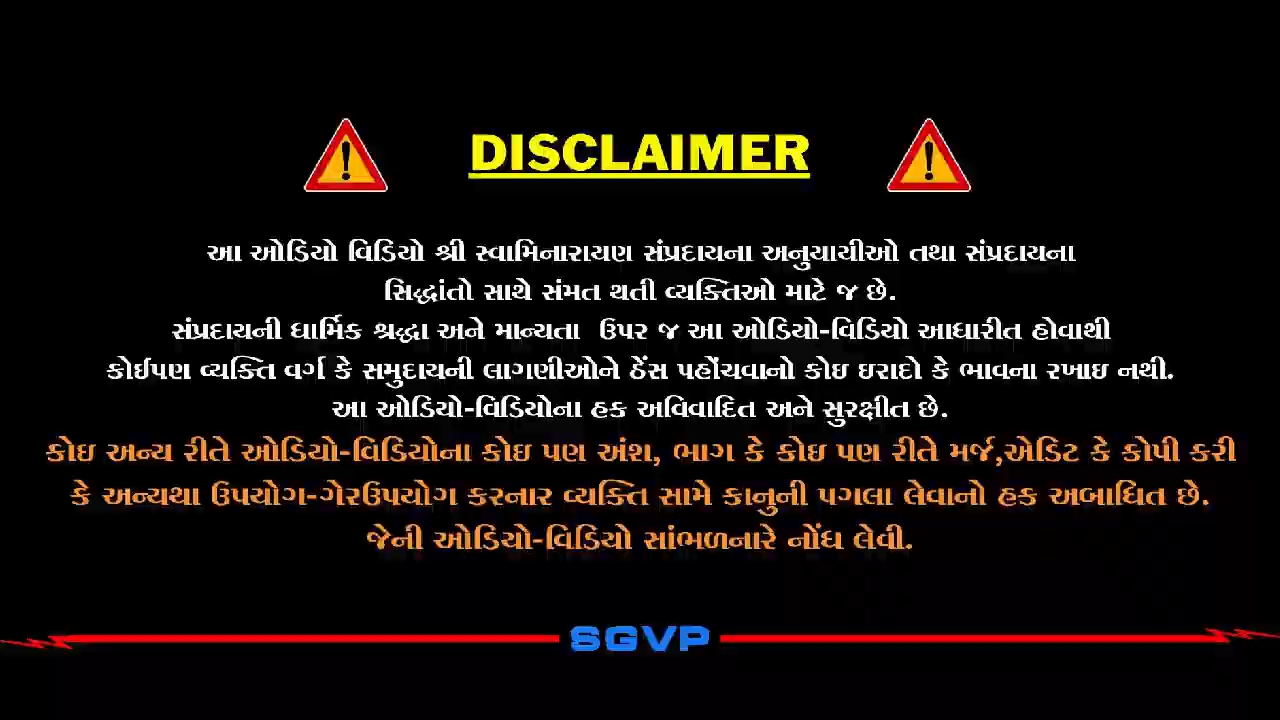 DISCLAIMER
આ ઓડિયો વિડિયો શ્રી સ્વામિનારાયણ સંપ્રદાયના અનુયાયીઓ તથા સંપ્રદાયના
સિદ્ધાંતો સાથે સંમત થતી વ્યક્તિઓ માટે જ છે.
સંપ્રદાયની ધાર્મિક શ્રદ્ધા અને માન્યતા ઉપર જ આ ઓડિયો-વિડિયો આધારીત હોવાથી
કોઈપણ વ્યક્તિ વર્ગ કે સમુદાયની લાગણીઓને ઠેંસ પહોંચવાનો કોઇ ઇરાદો કે ભાવના રખાઇ નથી.
આ ઓડિયો-વિડિયોના હક અવિવાદિત અને સુરક્ષીત છે.
કોઇ અન્ય રીતે ઓડિયો-વિડિયોના કોઇ પણ અંશ, ભાગ કે કોઇ પણ રીતે મર્જ,એડિટ કે કોપી કરી
કે અન્યથા ઉપયોગ-ગેરઉપયોગ કરનાર વ્યક્તિ સામે કાનુની પગલા લેવાનો હક અબાધિત છે.
જેની ઓડિયો-વિડિયો સાંભળનારે નોંધ લેવી.
SGVP